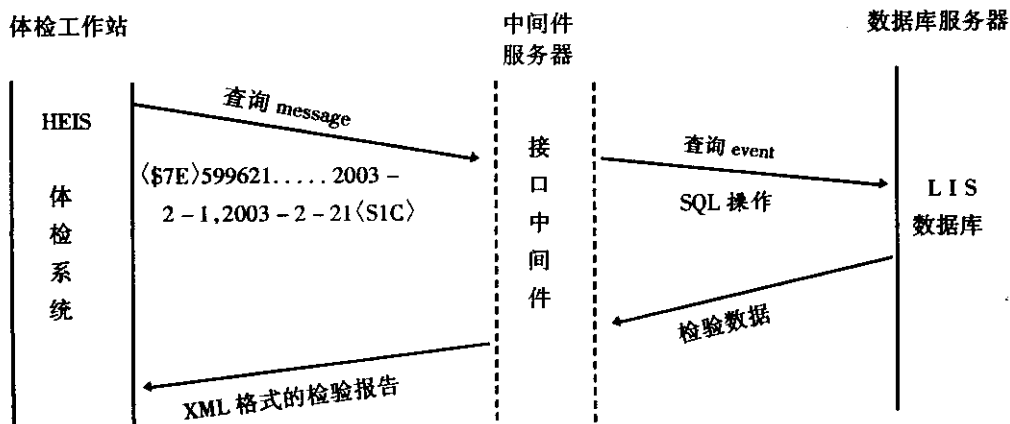 体检工作站
中间件
服务器
数据库服务器
HEIS
体
检
系
统
查询 message
〈$7E〉599621.....2003-
2-1,2003-2-21〈S1C〉
接
口
中
间
件
查询 event
SQL 操作
LIS
数据库
检验数据
XML 格式的检验报告